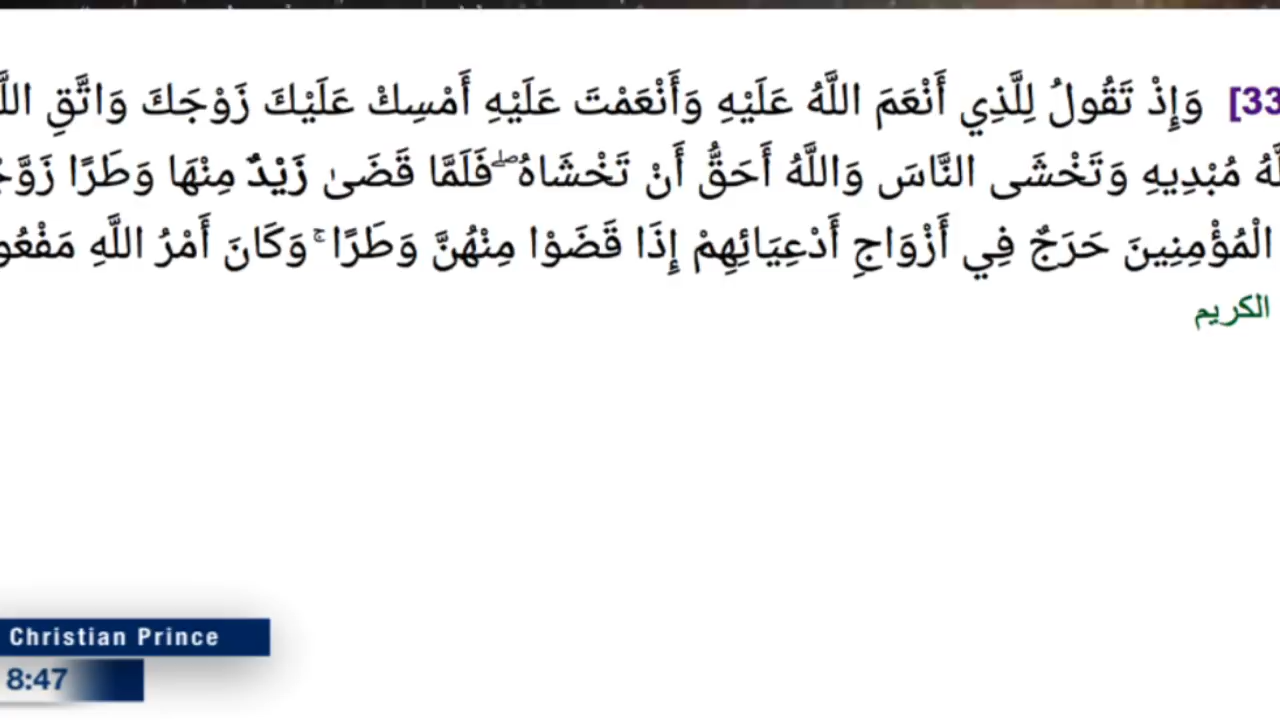 [33 وَإِذْ تَقُولُ لِلَّذِي أَنْعَمَ اللَّهُ عَلَيْهِ وَأَنْعَمْتَ عَلَيْهِ أَمْسِكْ عَلَيْكَ زَوْجَكَ وَاتَّقِ
مُبْدِيهِ وَتَخْشَى النَّاسَ وَاللَّهُ أَحَقُّ أَنْ تَخْشَاهُ ۖ فَلَمَّا قَضَىٰ زَيْدٌ مِنْهَا وَطَرًا
الْمُؤْمِنِينَ حَرَجٌ فِي أَزْوَاجِ أَدْعِيَائِهِمْ إِذَا قَضَوْا مِنْهُنَّ وَطَرًا ۚ وَكَانَ أَمْرُ اللَّهِ
الكريم
Christian Prince
8:47